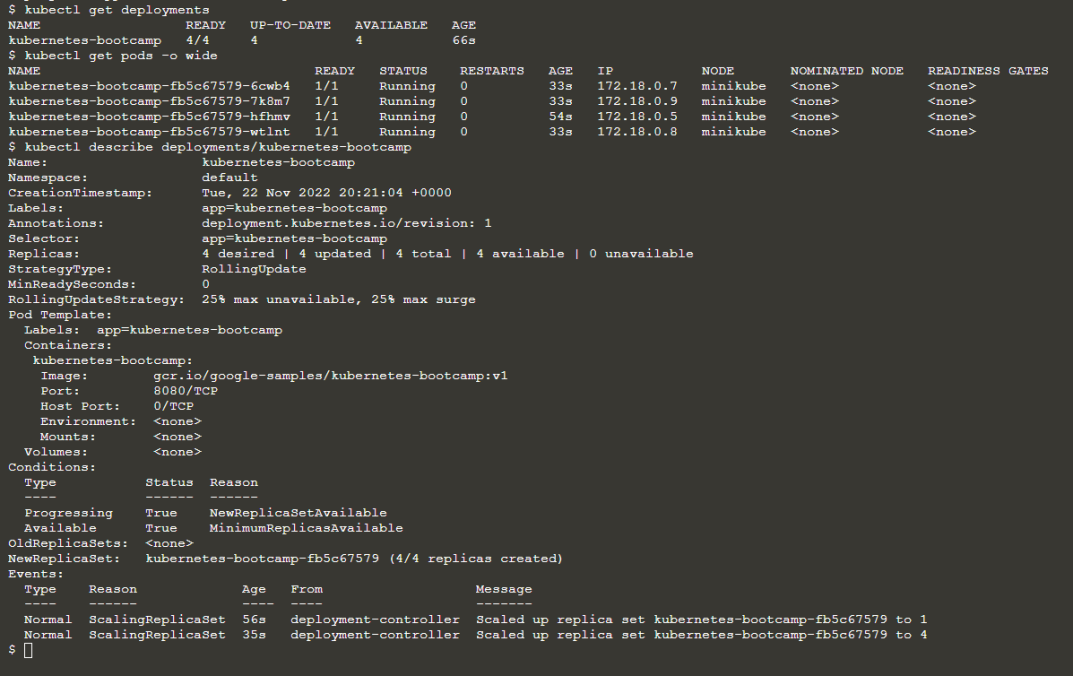 $ kubectl get deployments
NAME                  READY   UP-TO-DATE   AVAILABLE   AGE
kubernetes-bootcamp   4/4     4            4           66s
$ kubectl get pods -o wide
NAME                                  READY   STATUS    RESTARTS   AGE   IP           NODE       NOMINATED NODE   READINESS GATES
kubernetes-bootcamp-fb5c67579-6cwb4   1/1     Running   0          33s   172.18.0.7   minikube   <none>           <none>
kubernetes-bootcamp-fb5c67579-7k8m7   1/1     Running   0          33s   172.18.0.9   minikube   <none>           <none>
kubernetes-bootcamp-fb5c67579-hfhmv   1/1     Running   0          54s   172.18.0.5   minikube   <none>           <none>
kubernetes-bootcamp-fb5c67579-wtlnt   1/1     Running   0          33s   172.18.0.8   minikube   <none>           <none>
$ kubectl describe deployments/kubernetes-bootcamp
Name:                   kubernetes-bootcamp
Namespace:              default
CreationTimestamp:      Tue, 22 Nov 2022 20:21:04 +0000
Labels:                 app=kubernetes-bootcamp
Annotations:            deployment.kubernetes.io/revision: 1
Selector:               app=kubernetes-bootcamp
Replicas:               4 desired | 4 updated | 4 total | 4 available | 0 unavailable
StrategyType:           RollingUpdate
MinReadySeconds:        0
RollingUpdateStrategy:  25% max unavailable, 25% max surge
Pod Template:
  Labels:  app=kubernetes-bootcamp
  Containers:
   kubernetes-bootcamp:
    Image:        gcr.io/google-samples/kubernetes-bootcamp:v1
    Port:         8080/TCP
    Host Port:    0/TCP
    Environment:  <none>
    Mounts:       <none>
  Volumes:        <none>
Conditions:
  Type           Status  Reason
  ----           ------  ------
  Progressing    True    NewReplicaSetAvailable
  Available      True    MinimumReplicasAvailable
OldReplicaSets:  <none>
NewReplicaSet:   kubernetes-bootcamp-fb5c67579 (4/4 replicas created)
Events:
  Type    Reason             Age   From                   Message
  ----    ------             ----  ----                   -------
  Normal  ScalingReplicaSet  56s   deployment-controller  Scaled up replica set kubernetes-bootcamp-fb5c67579 to 1
  Normal  ScalingReplicaSet  35s   deployment-controller  Scaled up replica set kubernetes-bootcamp-fb5c67579 to 4
$